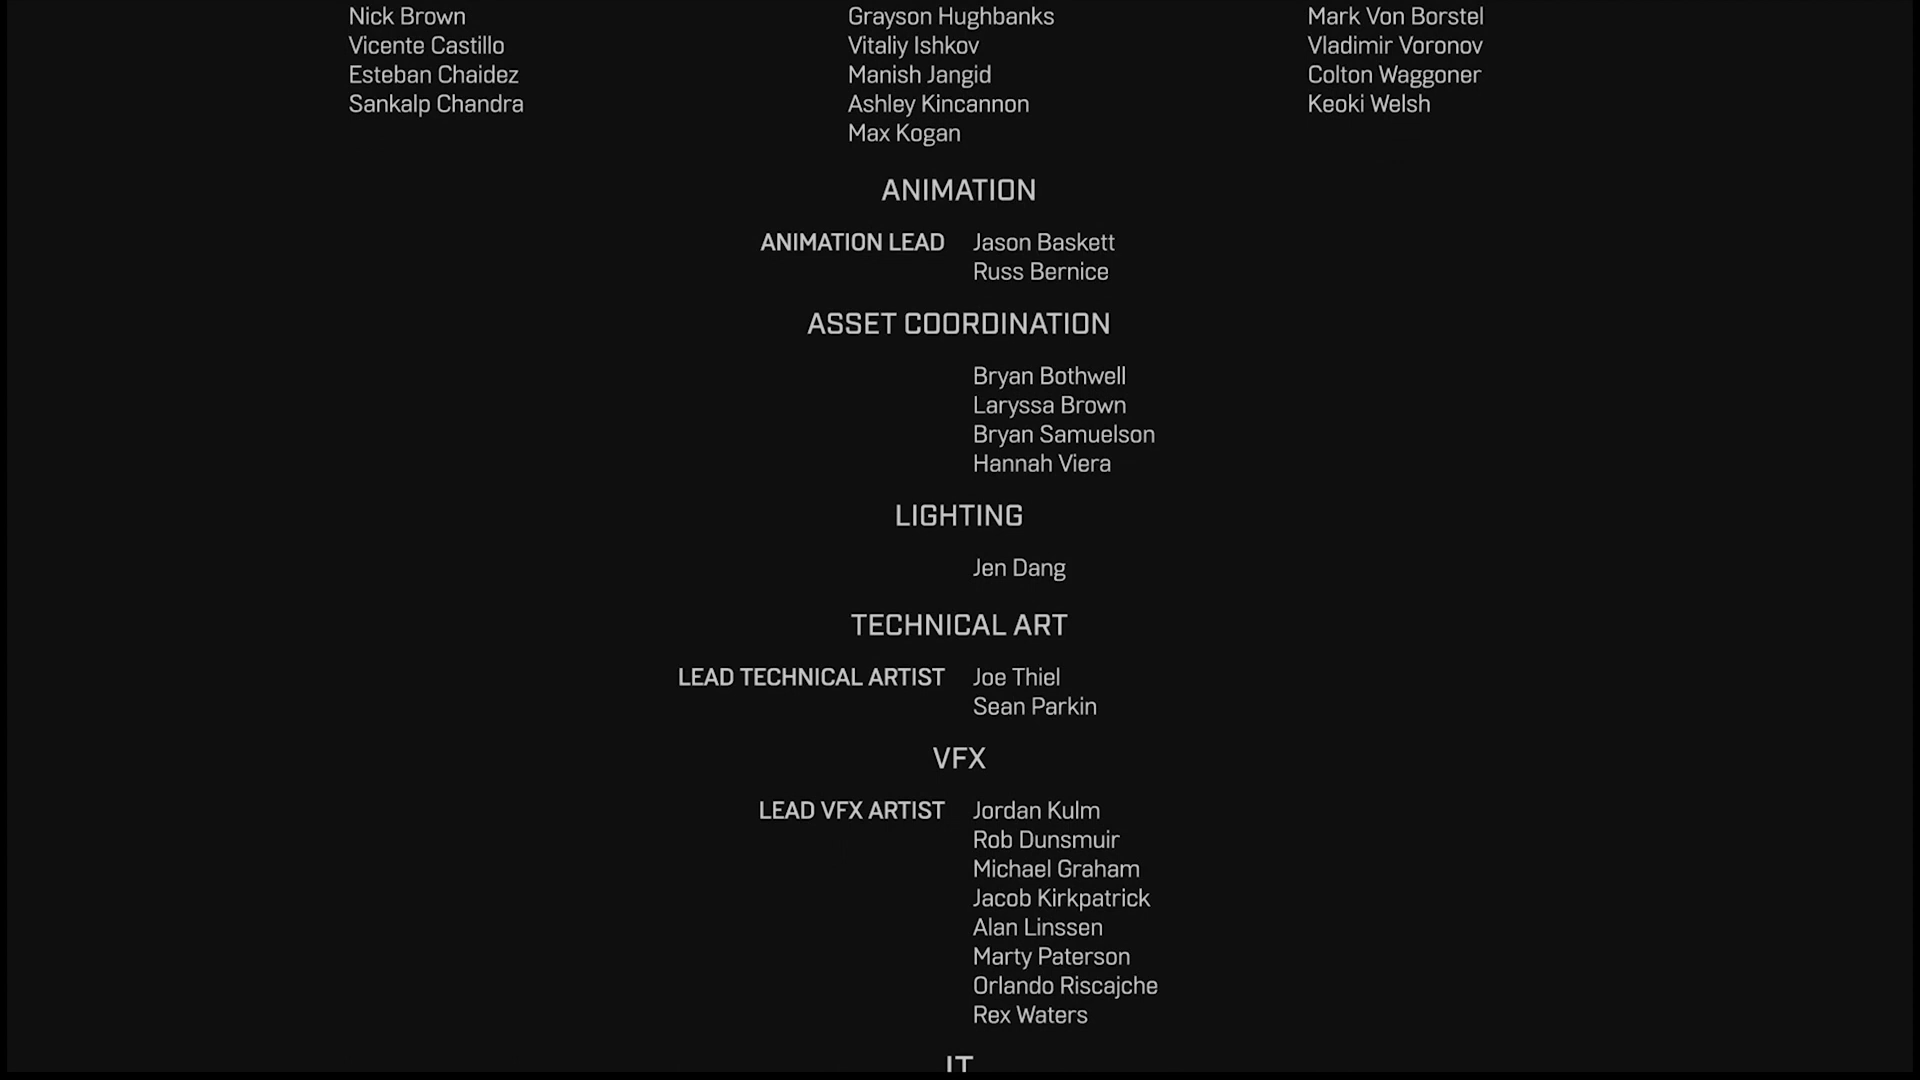 Nick Brown Grayson Hughbanks Mark Von Borstel
Vicente Castillo Vitaliy Ishkov Vladimir Voronov
Esteban Chaidez Manish Jangid Colton Waggoner
Sankalp Chandra Ashley Kincannon Keoki Welsh
Max Kogan
ANIMATION
ANIMATION LEAD Jason Baskett
Russ Bernice
ASSET COORDINATION
Bryan Bothwell
Laryssa Brown
Bryan Samuelson
Hannah Viera
LIGHTING
Jen Dang
TECHNICAL ART
LEAD TECHNICAL ARTIST Joe Thiel
Sean Parkin
VFX
LEAD VFX ARTIST Jordan Kulm
Rob Dunsmuir
Michael Graham
Jacob Kirkpatrick
Alan Linssen
Marty Paterson
Orlando Riscajche
Rex Waters
IT